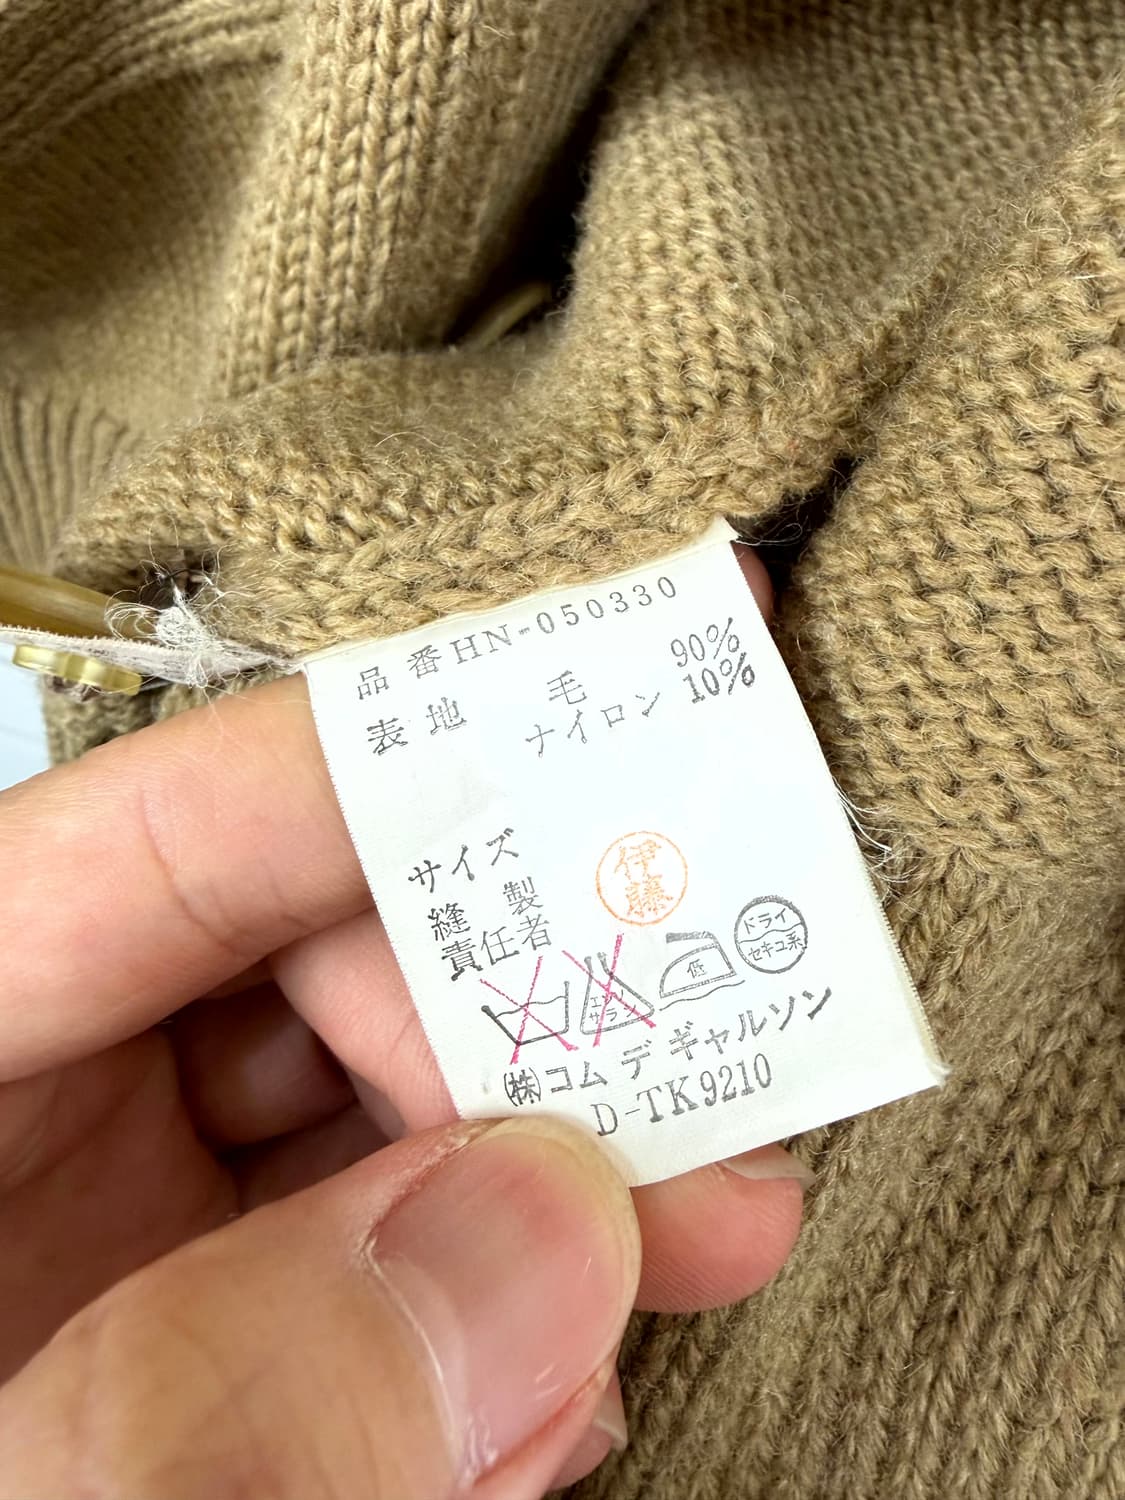 品番 HN-050330
表地 毛 90%
ナイロン 10%
サイズ
縫製
責任者
伊藤
エンソ
サラシ
低
ドライ
セキユ系
(株)コム デ ギャルソン
D-TK9210